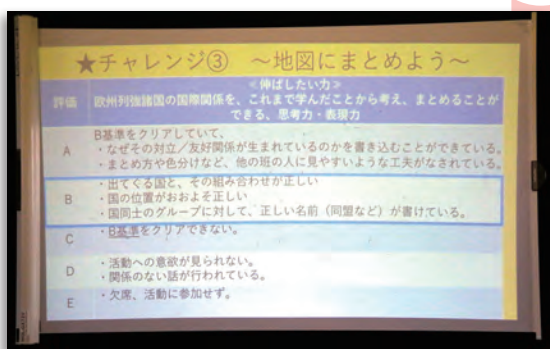 ★チャレンジ③ ～地図にまとめよう～
評価
≪伸ばしたい力≫
欧州列強諸国の国際関係を、これまで学んだことから考え、まとめることが
できる、思考力・表現力
A
B基準をクリアしていて、
・なぜその対立／友好関係が生まれているのかを書き込むことができている。
・まとめ方や色分けなど、他の班の人に見やすいような工夫がなされている。
B
・出てくる国と、その組み合わせが正しい
・国の位置がおおよそ正しい
・国同士のグループに対して、正しい名前（同盟など）が書けている。
C
・B基準をクリアできない。
D
・活動への意欲が見られない。
・関係のない話が行われている。
E
・欠席、活動に参加せず。